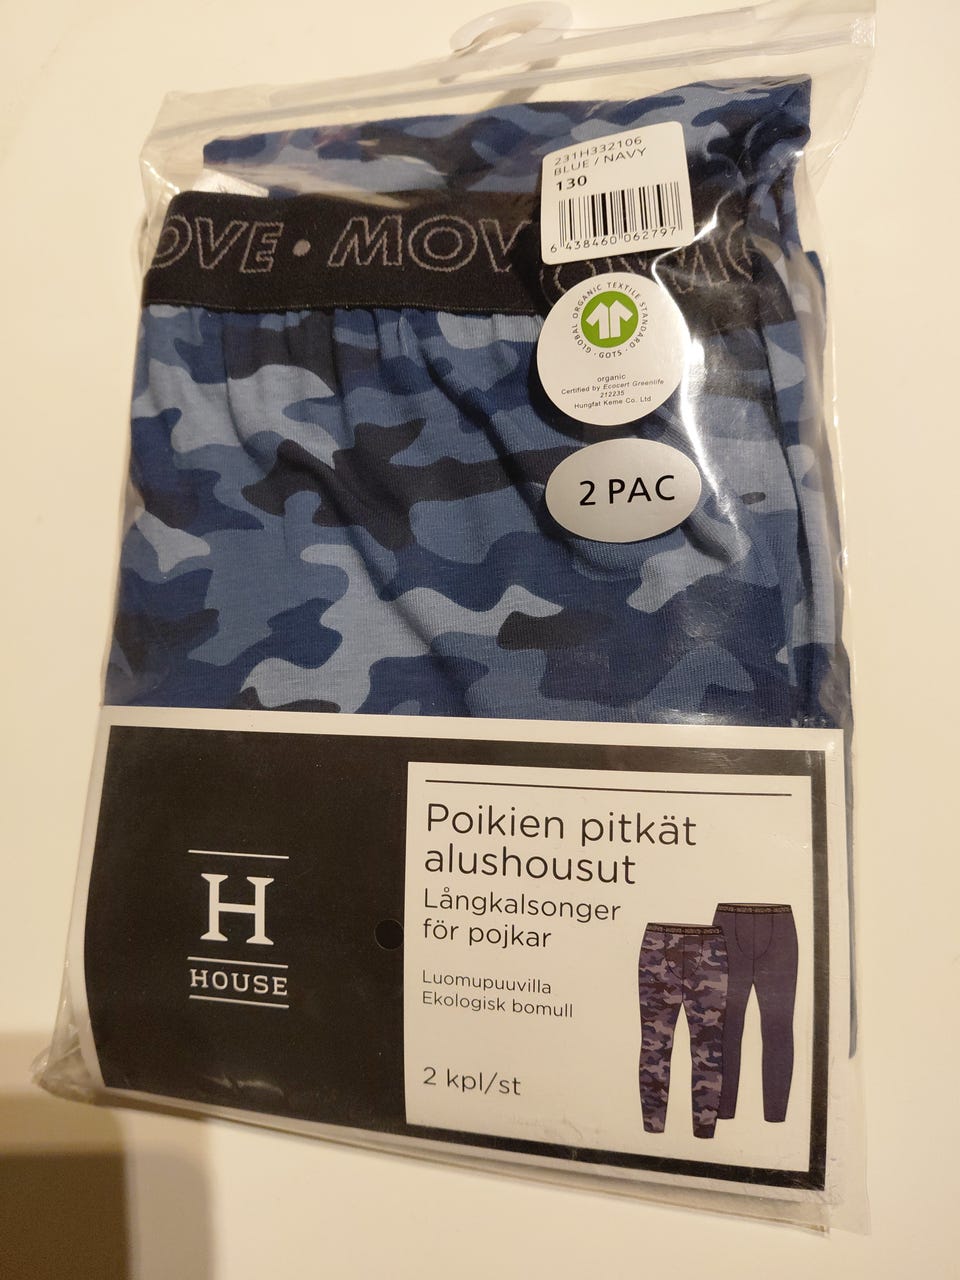 231H332106
BLUE / NAVY
130
6 438460 062797
OVE • MOV
GLOBAL ORGANIC TEXTILE STANDARD · GOTS ·
organic
Certified by Ecocert Greenlife
212235
Hungfat Keme Co. Ltd
2 PAC
H
HOUSE
Poikien pitkät
alushousut
Långkalsonger
för pojkar
Luomupuuvilla
Ekologisk bomull
2 kpl/st